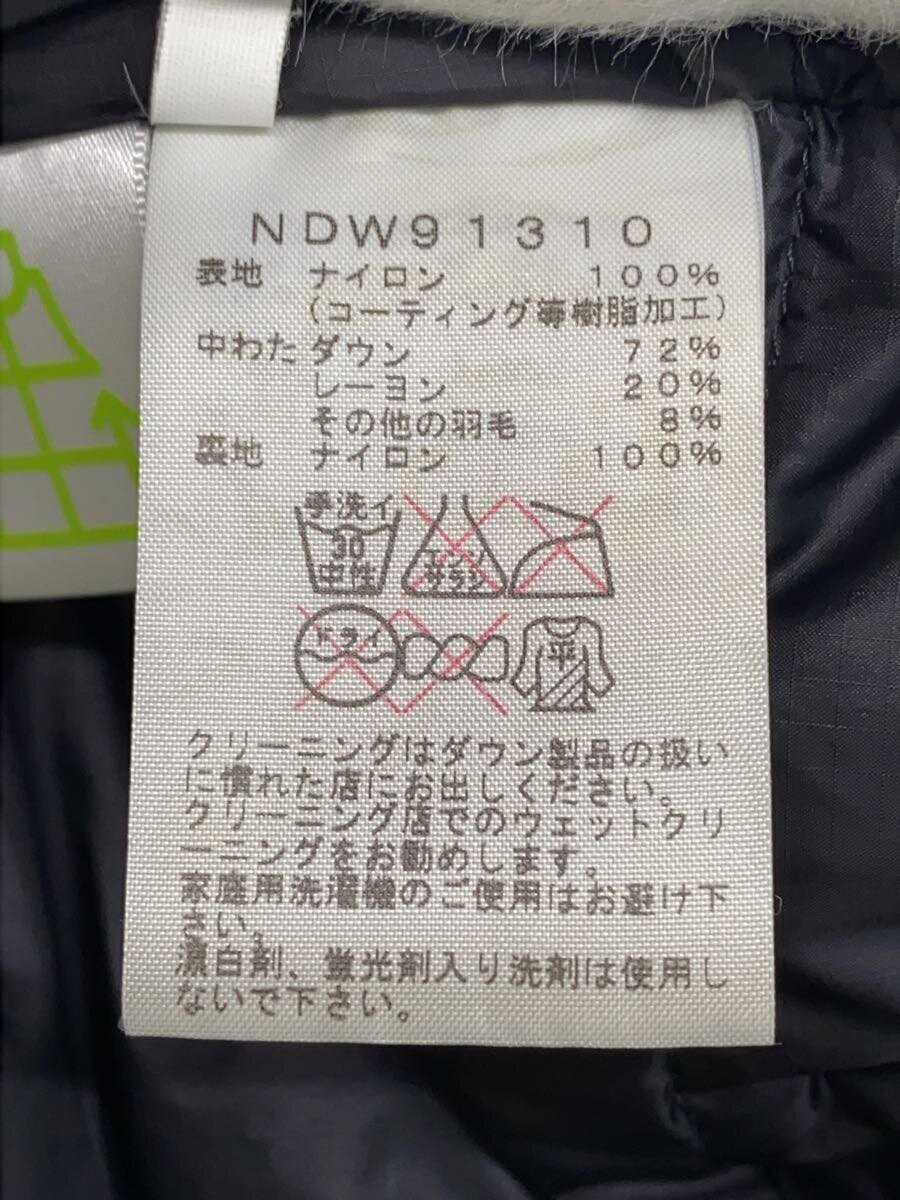 NDW91310
表地 ナイロン 100%
(コーティング等樹脂加工)
中わた ダウン 72%
レーヨン 20%
その他の羽毛 8%
裏地 ナイロン 100%
手洗イ
30
中性
エンソ
サラシ
ドライ
平
クリーニングはダウン製品の扱い
に慣れた店にお出しください。
クリーニング店でのウェットクリ
ーニングをお勧めします。
家庭用洗濯機のご使用はお避け下
さい。
漂白剤、蛍光剤入り洗剤は使用し
ないで下さい。